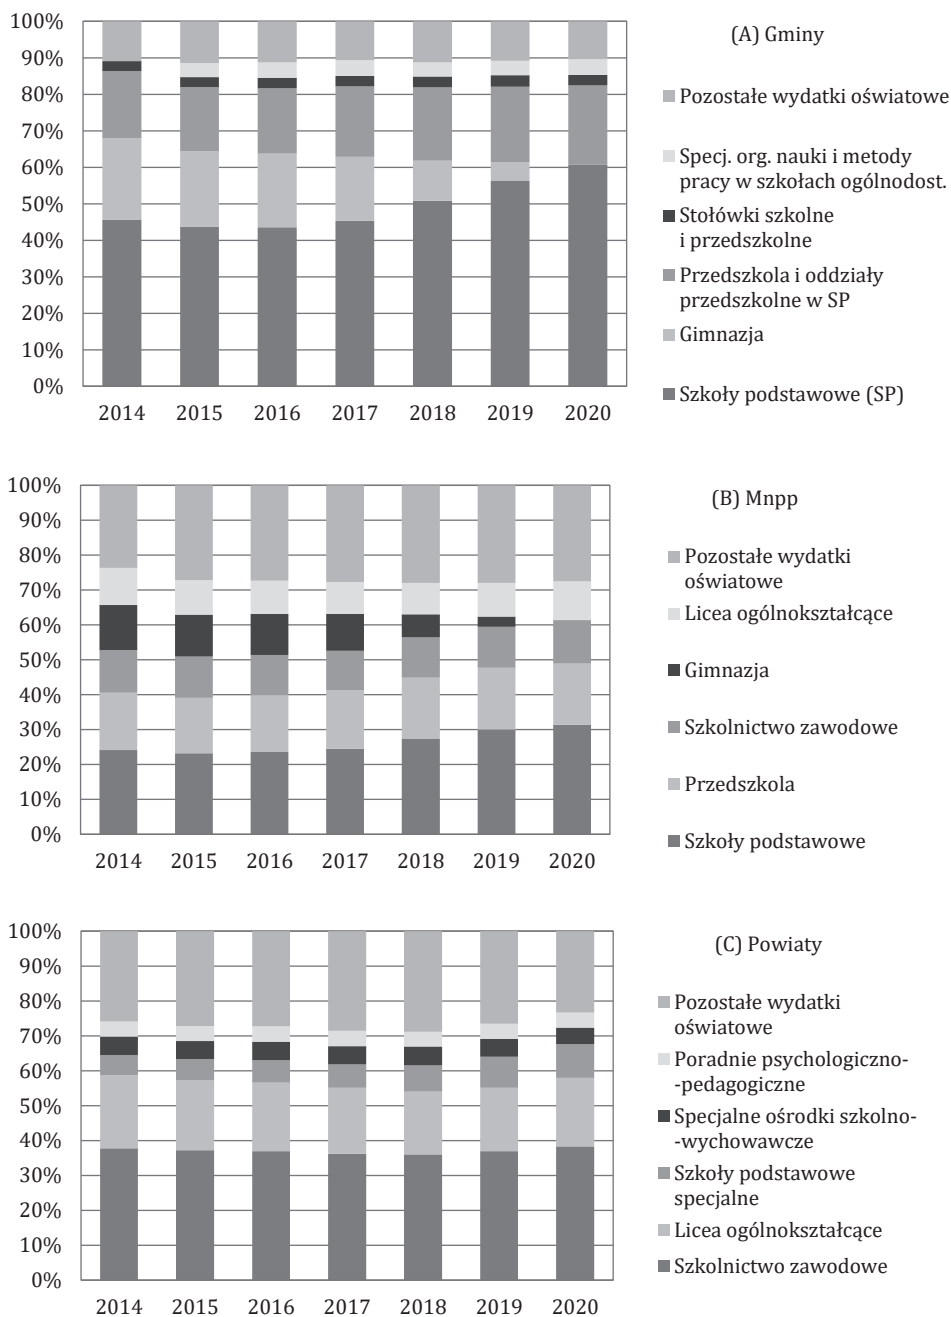 100%
90%
80%
70%
60%
50%
40%
30%
20%
10%
0%
2014 2015 2016 2017 2018 2019 2020
(A) Gminy
Pozostałe wydatki oświatowe
Specj. org. nauki i metody
pracy w szkołach ogólnodost.
Stołówki szkolne
i przedszkolne
Przedszkola i oddziały
przedszkolne w SP
Gimnazja
Szkoły podstawowe (SP)
100%
90%
80%
70%
60%
50%
40%
30%
20%
10%
0%
2014 2015 2016 2017 2018 2019 2020
(B) Mnpp
Pozostałe wydatki
oświatowe
Licea ogólnokształcące
Gimnazja
Szkolnictwo zawodowe
Przedszkola
Szkoły podstawowe
100%
90%
80%
70%
60%
50%
40%
30%
20%
10%
0%
2014 2015 2016 2017 2018 2019 2020
(C) Powiaty
Pozostałe wydatki
oświatowe
Poradnie psychologiczno-
-pedagogiczne
Specjalne ośrodki szkolno-
-wychowawcze
Szkoły podstawowe
specjalne
Licea ogólnokształcące
Szkolnictwo zawodowe